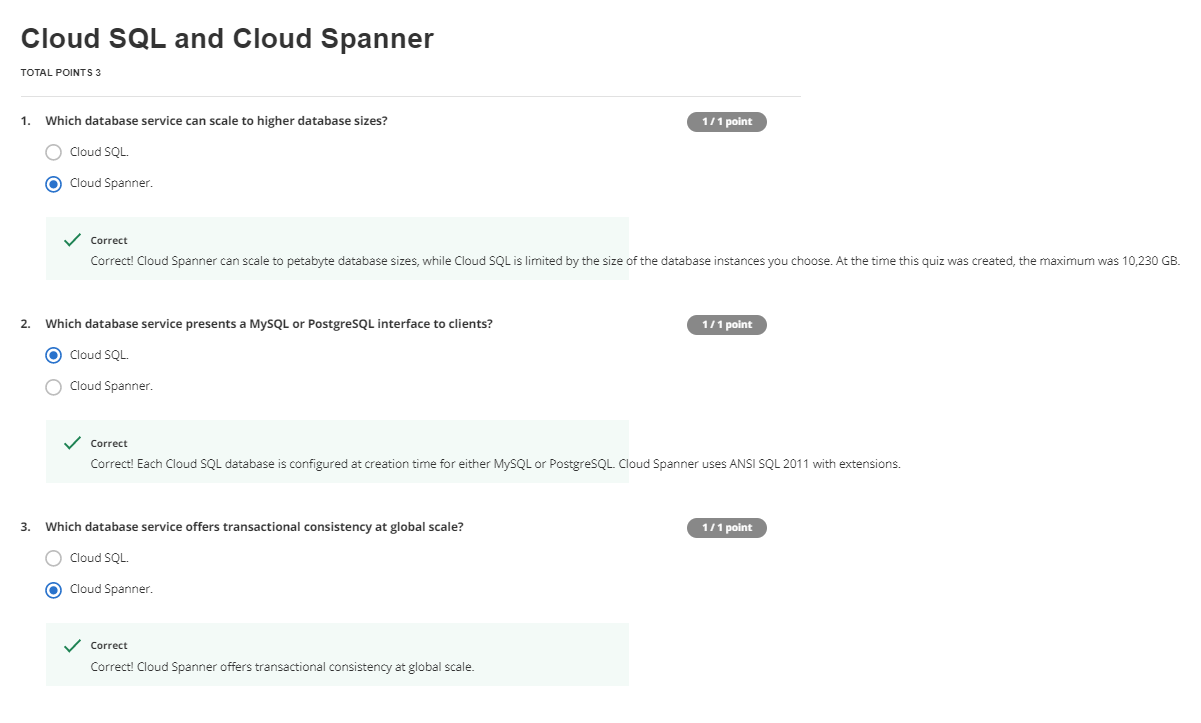 Cloud SQL and Cloud Spanner
TOTAL POINTS 3
1. Which database service can scale to higher database sizes?
1 / 1 point
Cloud SQL.
Cloud Spanner.
Correct
Correct! Cloud Spanner can scale to petabyte database sizes, while Cloud SQL is limited by the size of the database instances you choose. At the time this quiz was created, the maximum was 10,230 GB.
2. Which database service presents a MySQL or PostgreSQL interface to clients?
1 / 1 point
Cloud SQL.
Cloud Spanner.
Correct
Correct! Each Cloud SQL database is configured at creation time for either MySQL or PostgreSQL. Cloud Spanner uses ANSI SQL 2011 with extensions.
3. Which database service offers transactional consistency at global scale?
1 / 1 point
Cloud SQL.
Cloud Spanner.
Correct
Correct! Cloud Spanner offers transactional consistency at global scale.